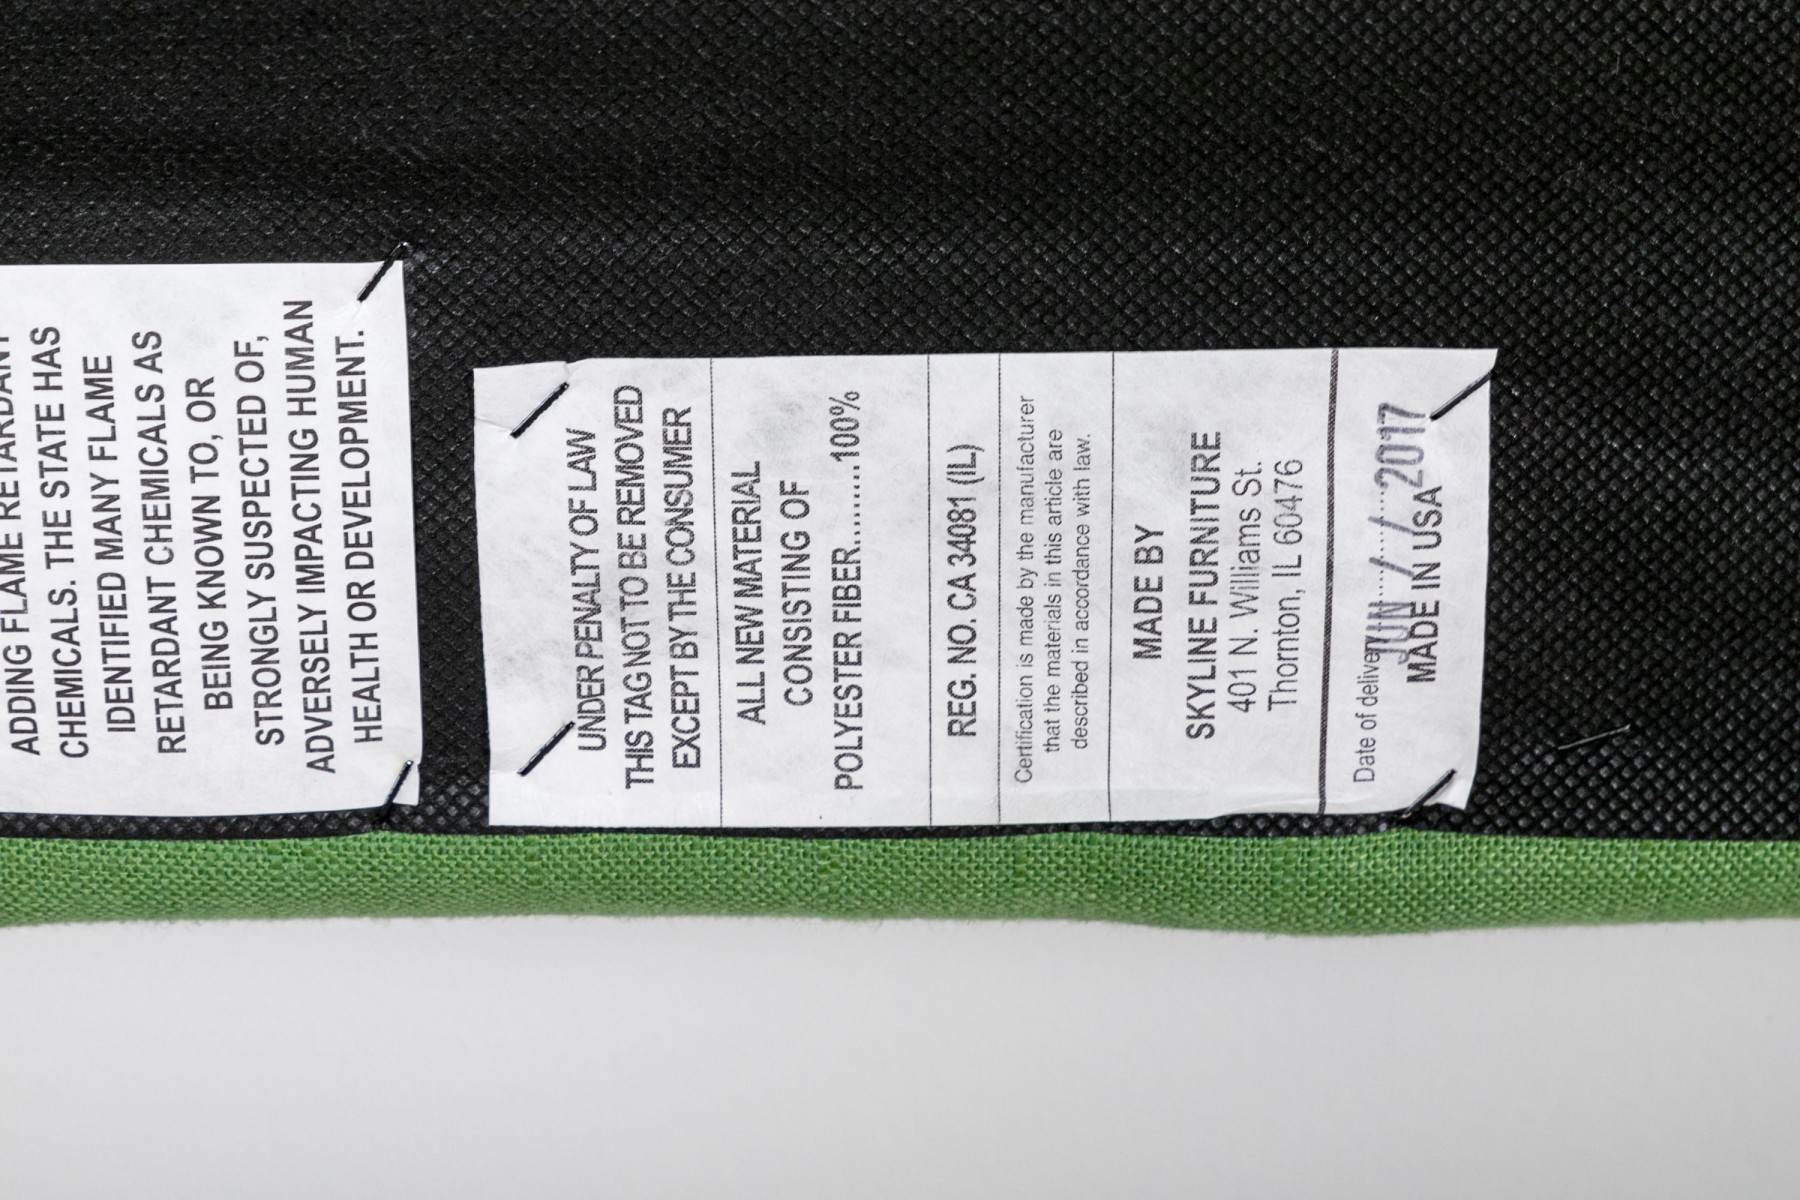 ADDING FLAME RETARDANT
CHEMICALS. THE STATE HAS
IDENTIFIED MANY FLAME
RETARDANT CHEMICALS AS
BEING KNOWN TO, OR
STRONGLY SUSPECTED OF,
ADVERSELY IMPACTING HUMAN
HEALTH OR DEVELOPMENT.
UNDER PENALTY OF LAW
THIS TAG NOT TO BE REMOVED
EXCEPT BY THE CONSUMER
ALL NEW MATERIAL
CONSISTING OF
POLYESTER FIBER..........100%
REG. NO. CA 34081 (IL)
Certification is made by the manufacturer
that the materials in this article are
described in accordance with law.
MADE BY
SKYLINE FURNITURE
401 N. Williams St.
Thornton, IL 60476
Date of delivery JUN / / 2017
MADE IN USA